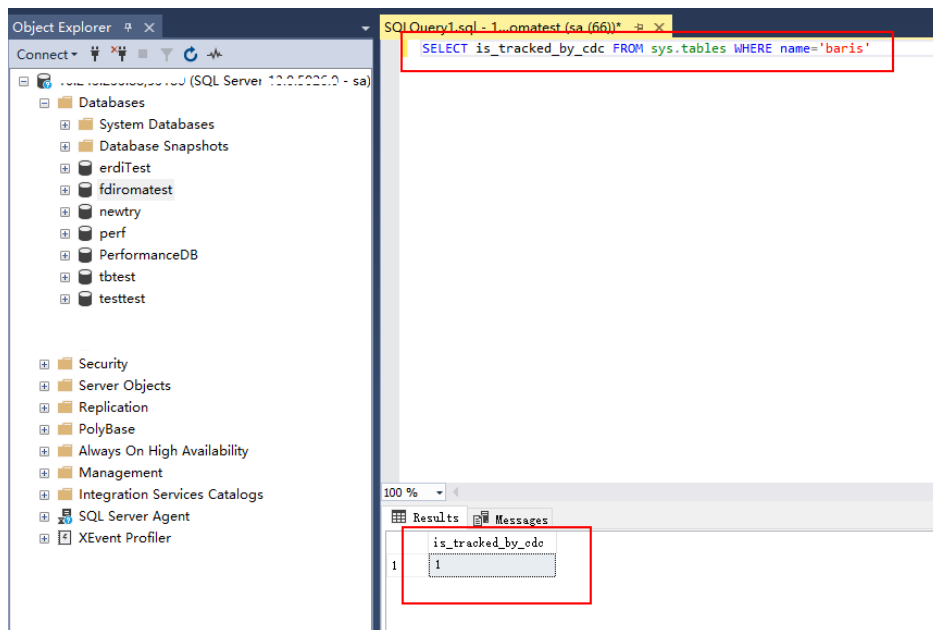 Object Explorer
Connect
(SQL Server - sa)
Databases
System Databases
Database Snapshots
erdiTest
fdiromatest
newtry
perf
PerformanceDB
tbtest
testtest
Security
Server Objects
Replication
PolyBase
Always On High Availability
Management
Integration Services Catalogs
SQL Server Agent
XEvent Profiler
SQLQuery1.sql - 1...omatest (sa (66))*
SELECT is_tracked_by_cdc FROM sys.tables WHERE name='baris'
100 %
Results Messages
is_tracked_by_cdc
1 1